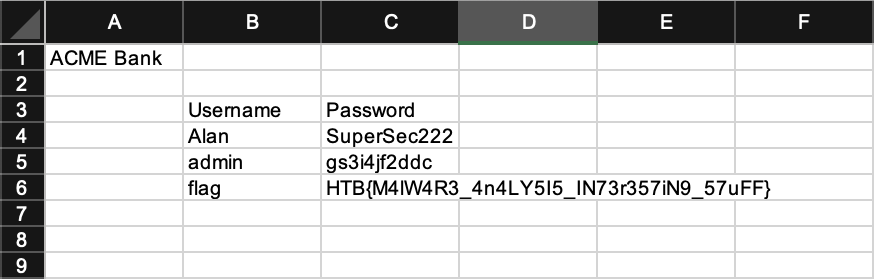 A B C D E F
1 ACME Bank
2
3 Username Password
4 Alan SuperSec222
5 admin gs3i4jf2ddc
6 flag HTB{M4lW4R3_4n4LY5I5_IN73r357iN9_57uFF}
7
8
9